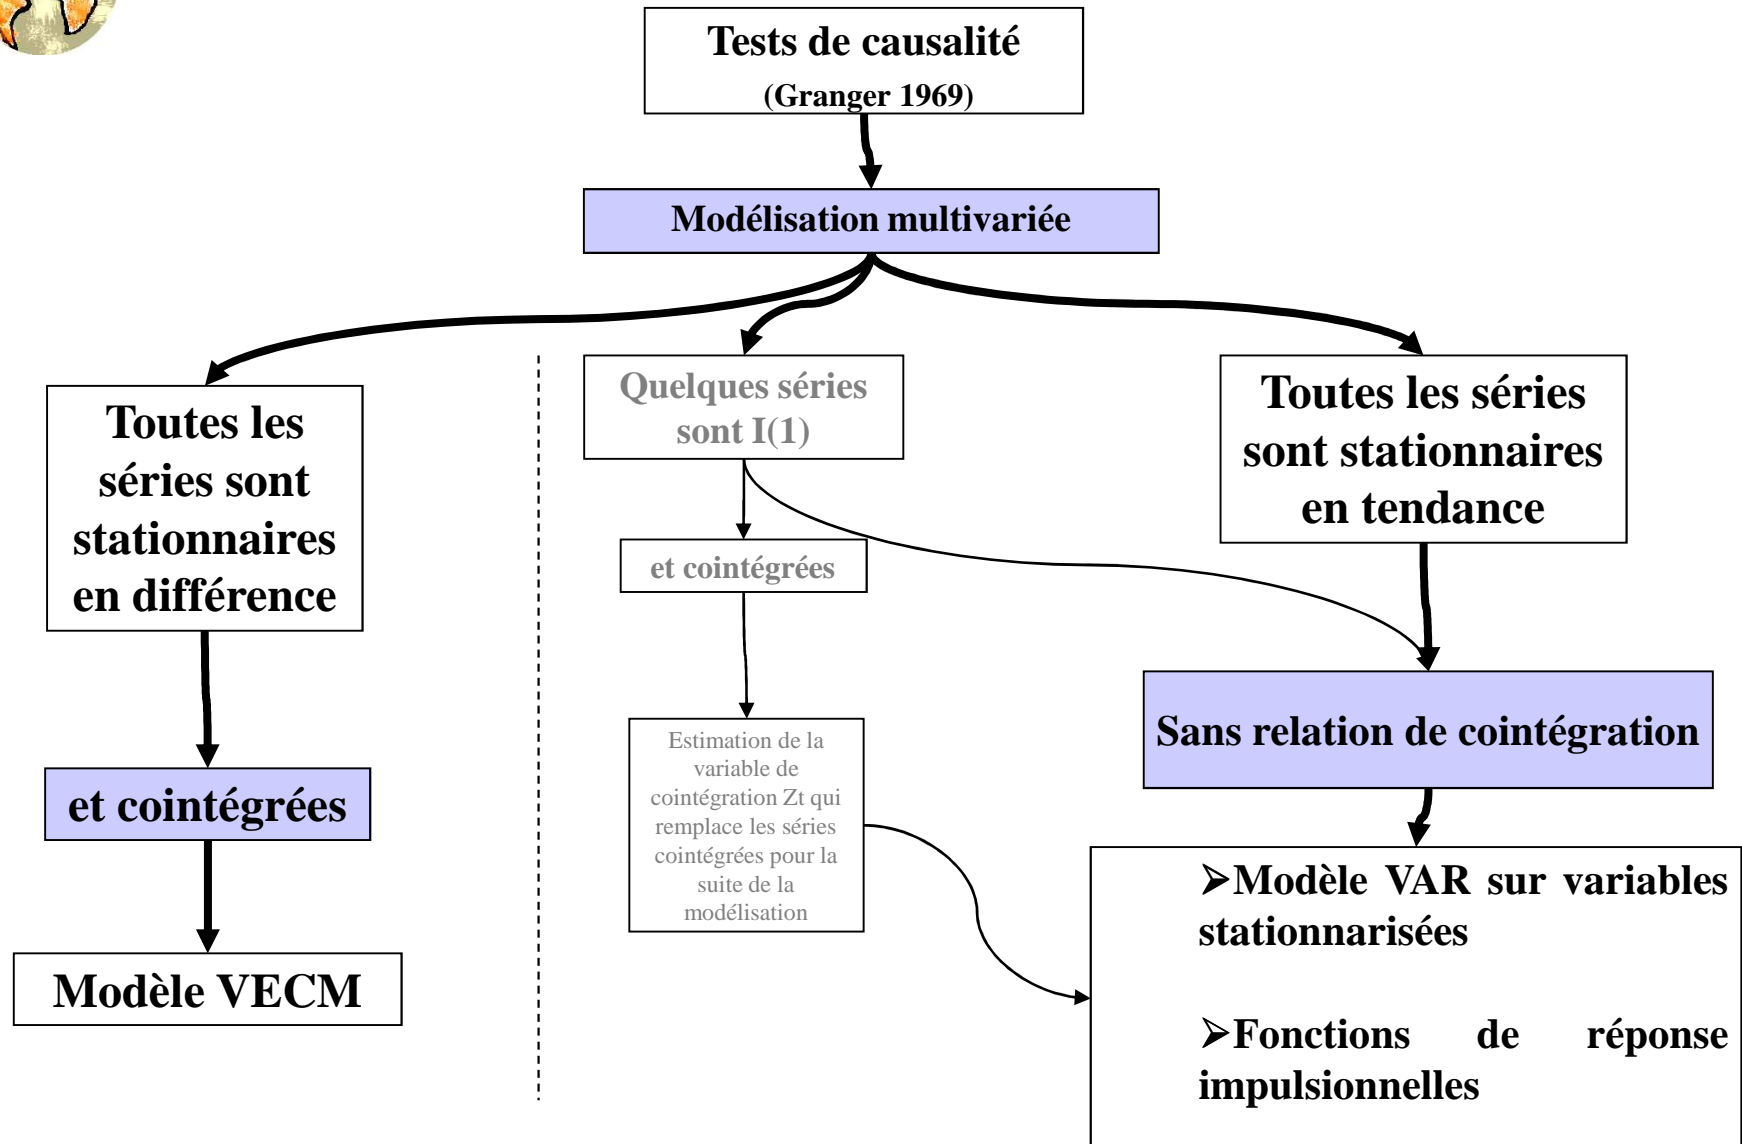 Tests de causalité
(Granger 1969)
Modélisation multivariée
Toutes les
séries sont
stationnaires
en différence
et cointégrées
Modèle VECM
Quelques séries
sont I(1)
et cointégrées
Estimation de la
variable de
cointégration Zt qui
remplace les séries
cointégrées pour la
suite de la
modélisation
Toutes les séries
sont stationnaires
en tendance
Sans relation de cointégration
➢Modèle VAR sur variables
stationnarisées
➢Fonctions de réponse
impulsionnelles